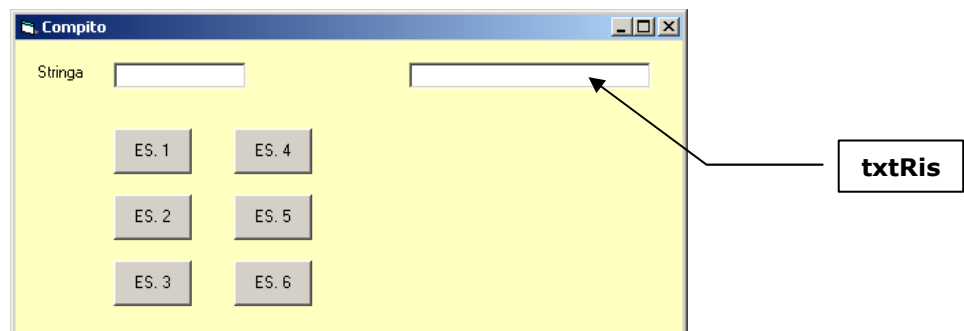 Compito
Stringa
txtRis
ES. 1 ES. 4
ES. 2 ES. 5
ES. 3 ES. 6